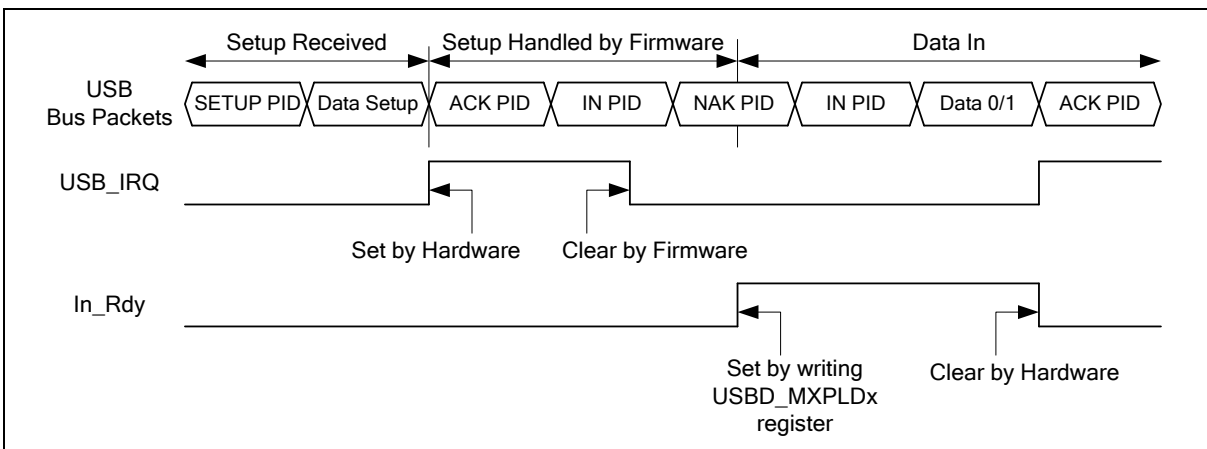 Setup Received
Setup Handled by Firmware
Data In
USB
Bus Packets
SETUP PID
Data Setup
ACK PID
IN PID
NAK PID
IN PID
Data 0/1
ACK PID
USB_IRQ
Set by Hardware
Clear by Firmware
In_Rdy
Set by writing
USBD_MXPLDx
register
Clear by Hardware